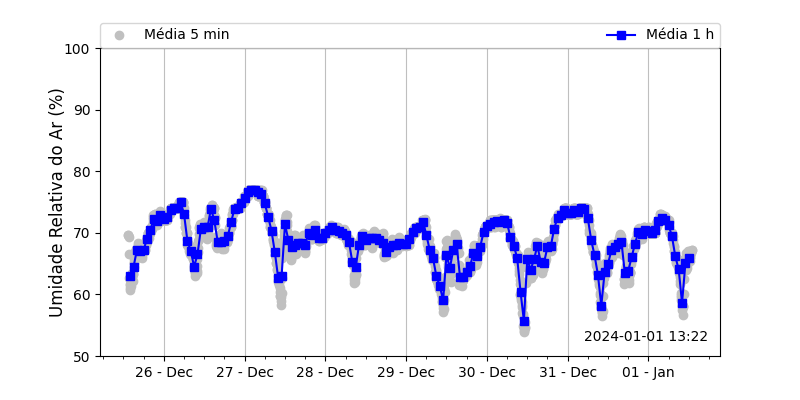 Média 5 min
Média 1 h
Umidade Relativa do Ar (%)
100
90
80
70
60
50
2024-01-01 13:22
26 - Dec
27 - Dec
28 - Dec
29 - Dec
30 - Dec
31 - Dec
01 - Jan